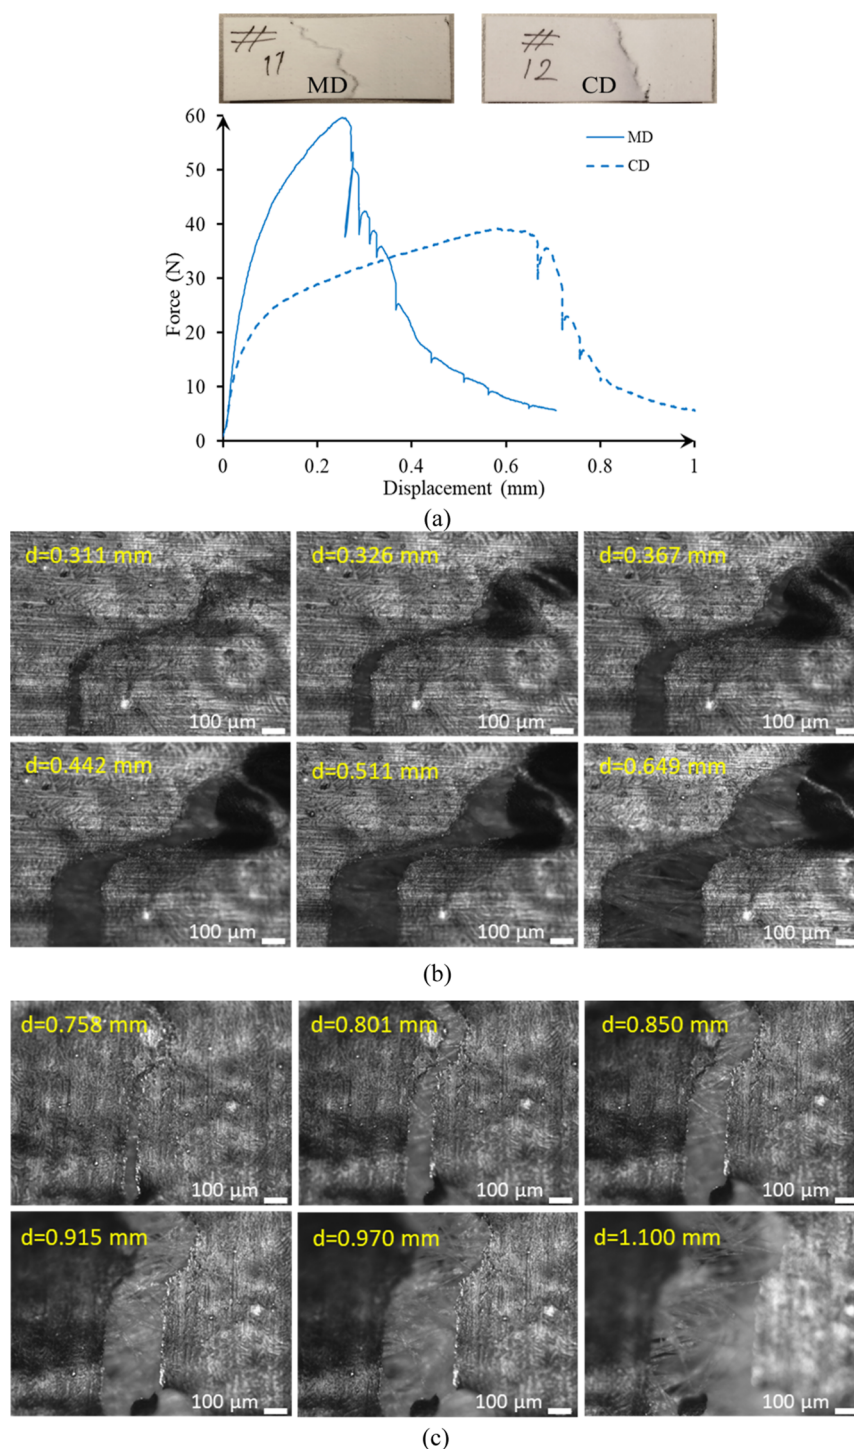 #
11
MD
#
12
CD
60
50
40
30
20
10
0
Force (N)
MD
CD
0
0.2
0.4
0.6
0.8
1
Displacement (mm)
(a)
d=0.311 mm
d=0.326 mm
d=0.367 mm
100 µm
100 µm
100 µm
d=0.442 mm
d=0.511 mm
d=0.649 mm
100 µm
100 µm
100 µm
(b)
d=0.758 mm
d=0.801 mm
d=0.850 mm
100 µm
100 µm
100 µm
d=0.915 mm
d=0.970 mm
d=1.100 mm
100 µm
100 µm
100 µm
(c)